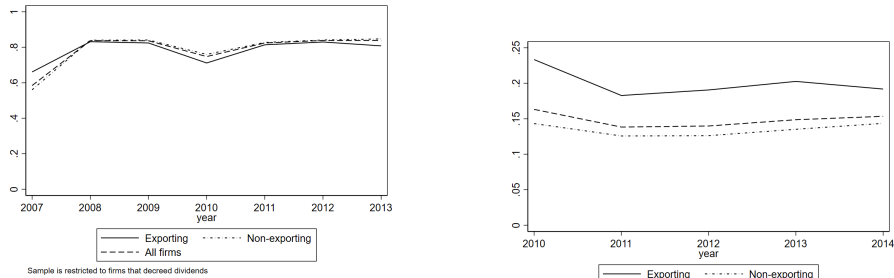 1
.8
.6
.4
.2
0
2007 2008 2009 2010 2011 2012 2013
year
Exporting Non-exporting
All firms
Sample is restricted to firms that decreed dividends
.25
.2
.15
.1
.05
0
2010 2011 2012 2013 2014
year
Exporting Non-exporting